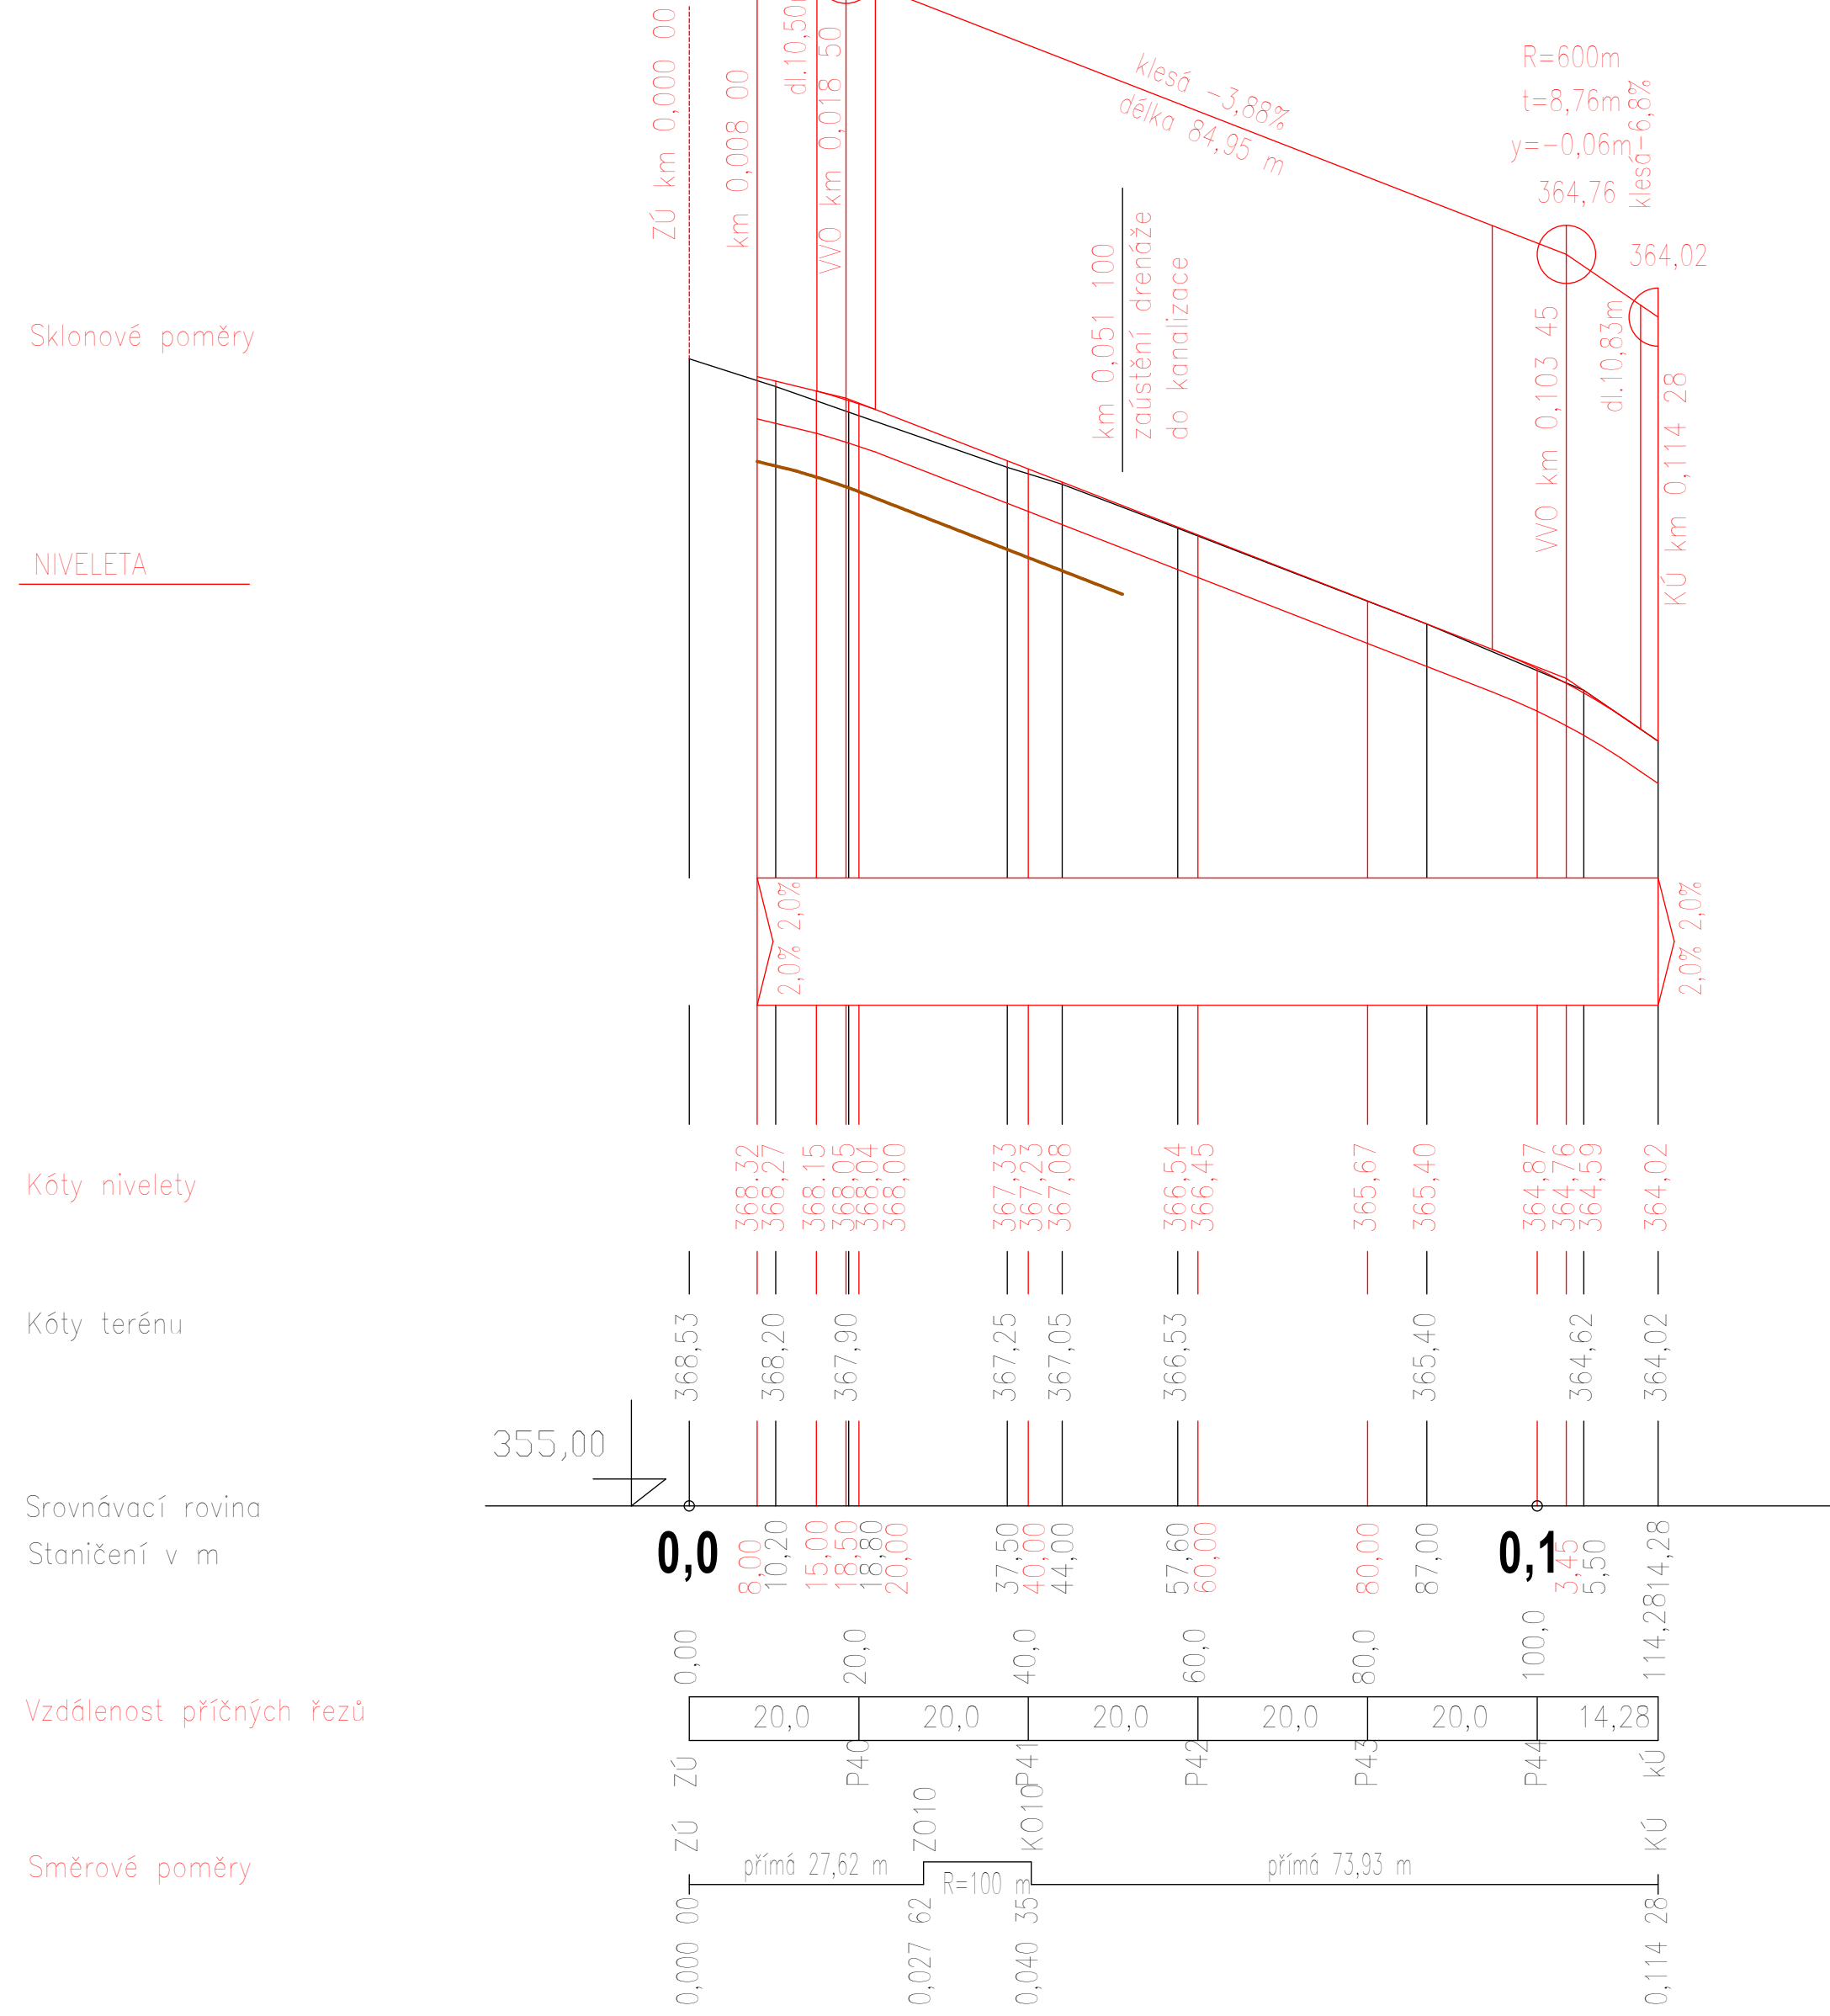 ZÚ km 0,000 00
km 0,008 00
dl.10,50
VVO km 0,018 50
klesá -3,88%
délka 84,95 m
R=600m
t=8,76m
y=-0,06m
364,76
klesá-6,8%
364,02
km 0,051 100
zaústění drenáže
do kanalizace
VVO km 0,103 45
dl.10,83m
KÚ km 0,114 28
Sklonové poměry
NIVELETA
2,0% 2,0%
2,0% 2,0%
Kóty nivelety
368.32
368,27
368.15
368,05
368,04
368,00
367,33
367,23
367,08
366,54
366,45
365,67
365,40
364,87
364,76
364,59
364,02
Kóty terénu
368,53
368,20
367,90
367,25
367,05
366,53
365,40
364,62
364,02
355,00
Srovnávací rovina
Staničení v m
0,0
8,00
10,20
15,00
18,50
18,80
20,00
37,50
40,00
44,00
57,60
60,00
80,00
87,00
0,1
3,45
5,50
14,28
0,00
20,0
40,0
60,0
80,0
100,0
114,28
Vzdálenost příčných řezů
20,0
20,0
20,0
20,0
20,0
14,28
ZÚ
P40
P41
P42
P43
P44
kÚ
Směrové poměry
ZÚ
ZO10
KO10
KÚ
přímá 27,62 m
R=100 m
přímá 73,93 m
0,000 00
0,027 62
0,040 35
0,114 28